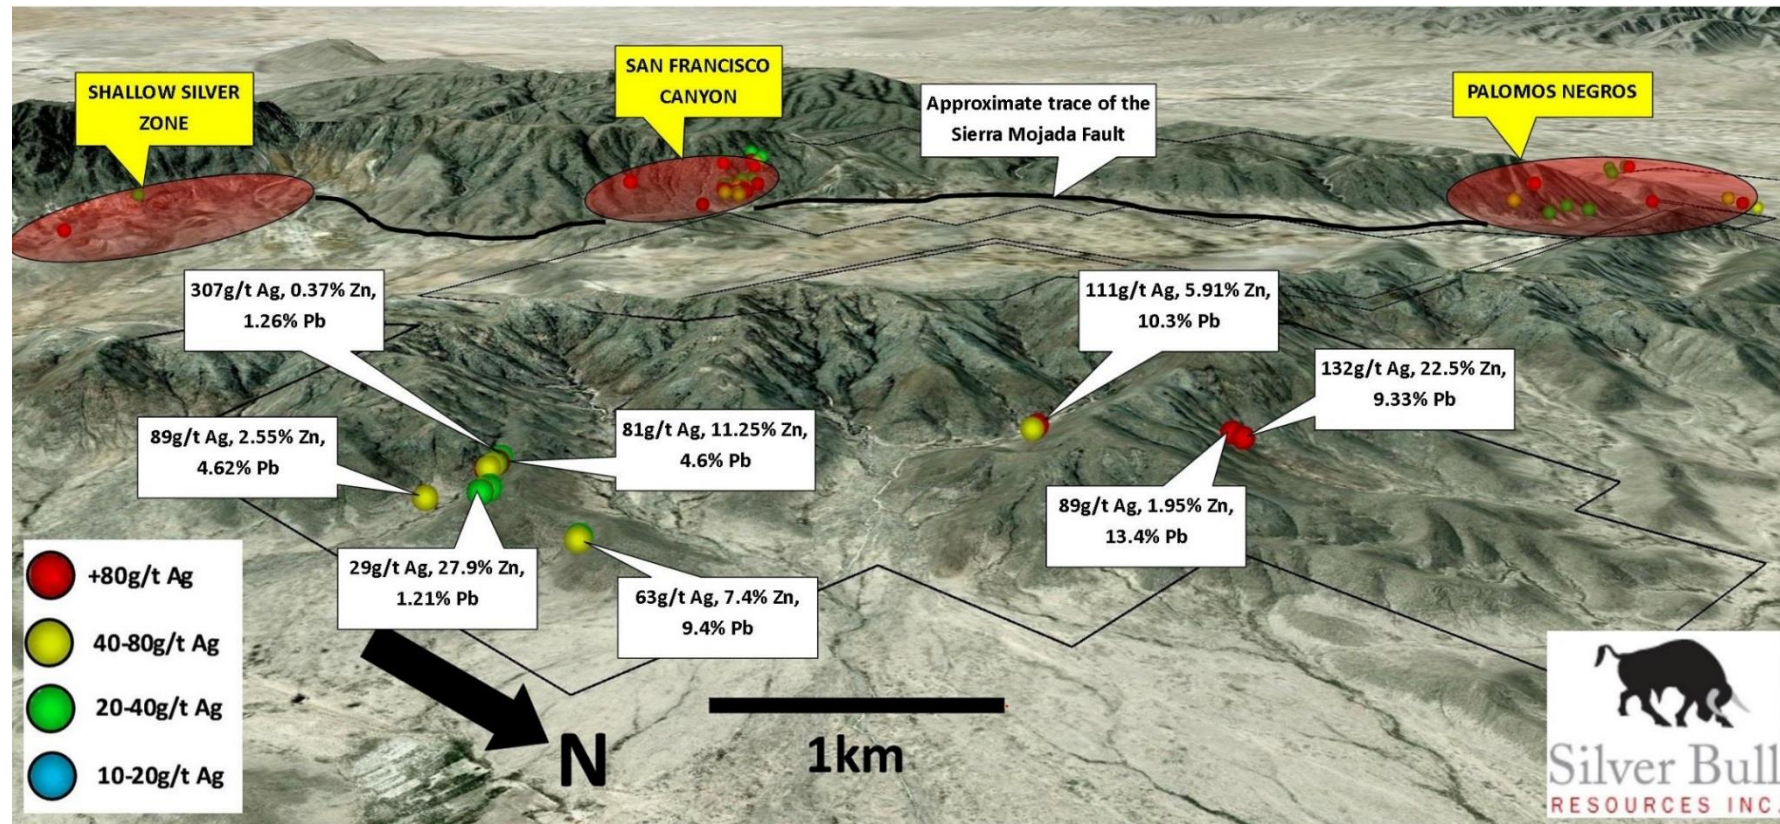 SHALLOW SILVER
ZONE
SAN FRANCISCO
CANYON
Approximate trace of the
Sierra Mojada Fault
PALOMOS NEGROS
307g/t Ag, 0.37% Zn,
1.26% Pb
111g/t Ag, 5.91% Zn,
10.3% Pb
132g/t Ag, 22.5% Zn,
9.33% Pb
89g/t Ag, 2.55% Zn,
4.62% Pb
81g/t Ag, 11.25% Zn,
4.6% Pb
89g/t Ag, 1.95% Zn,
13.4% Pb
29g/t Ag, 27.9% Zn,
1.21% Pb
63g/t Ag, 7.4% Zn,
9.4% Pb
+80g/t Ag
40-80g/t Ag
20-40g/t Ag
10-20g/t Ag
N
1km
Silver Bull
RESOURCES INC.